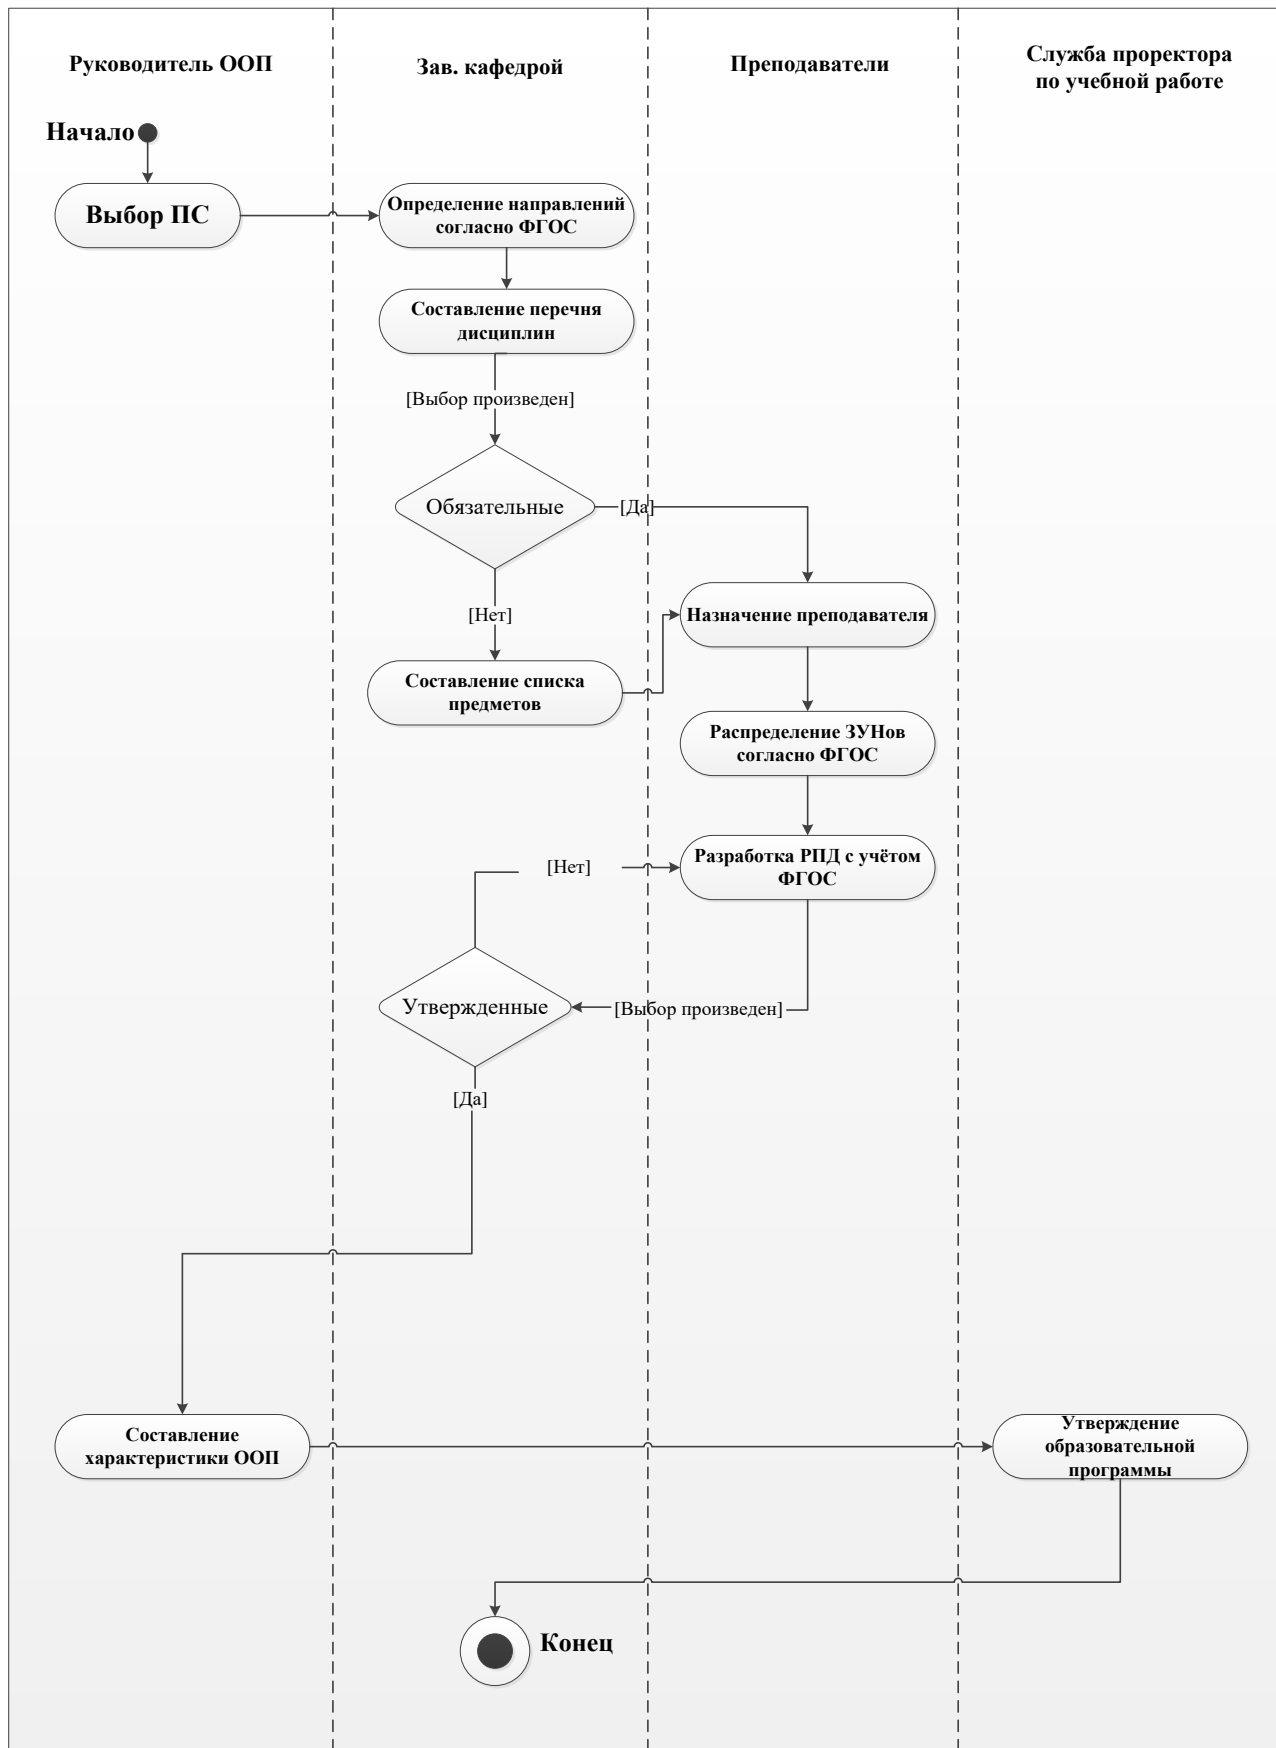 Руководитель ООП
Зав. кафедрой
Преподаватели
Служба проректора
по учебной работе
Начало
Выбор ПС
Определение направлений
согласно ФГОС
Составление перечня
дисциплин
[Выбор произведен]
Обязательные
[Да]
[Нет]
Назначение преподавателя
Составление списка
предметов
Распределение ЗУНов
согласно ФГОС
Разработка РПД с учётом
ФГОС
[Нет]
Утвержденные
[Выбор произведен]
[Да]
Составление
характеристики ООП
Утверждение
образовательной
программы
Конец